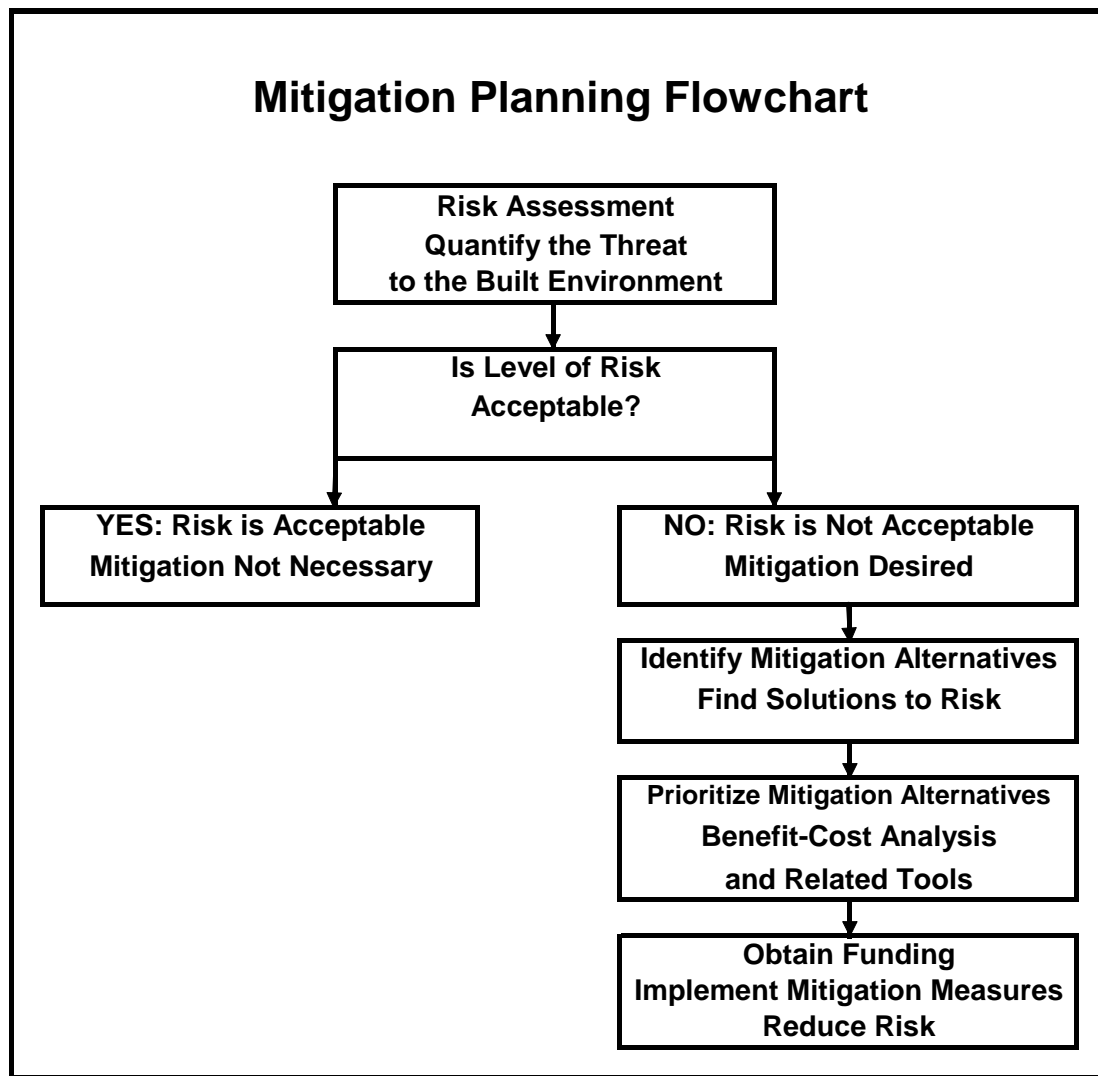 Mitigation Planning Flowchart
Risk Assessment
Quantify the Threat
to the Built Environment
Is Level of Risk
Acceptable?
YES: Risk is Acceptable
Mitigation Not Necessary
NO: Risk is Not Acceptable
Mitigation Desired
Identify Mitigation Alternatives
Find Solutions to Risk
Prioritize Mitigation Alternatives
Benefit-Cost Analysis
and Related Tools
Obtain Funding
Implement Mitigation Measures
Reduce Risk